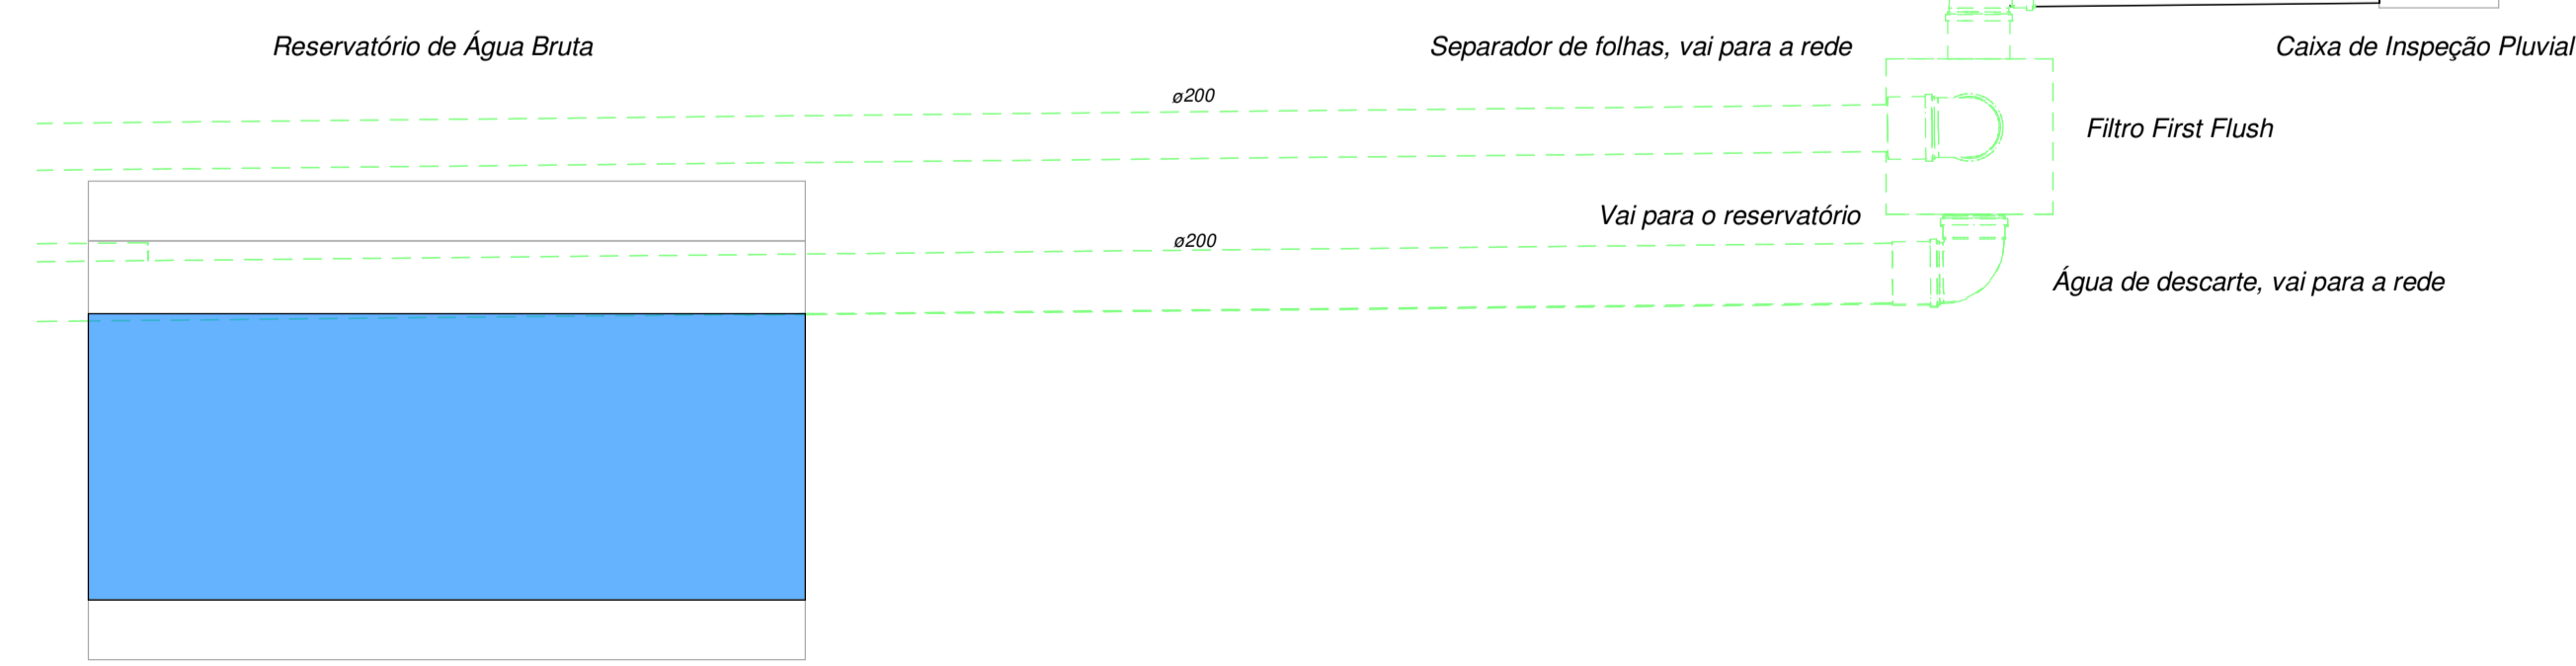 Reservatório de Água Bruta
Separador de folhas, vai para a rede
Caixa de Inspeção Pluvial
ø200
Filtro First Flush
Vai para o reservatório
ø200
Água de descarte, vai para a rede